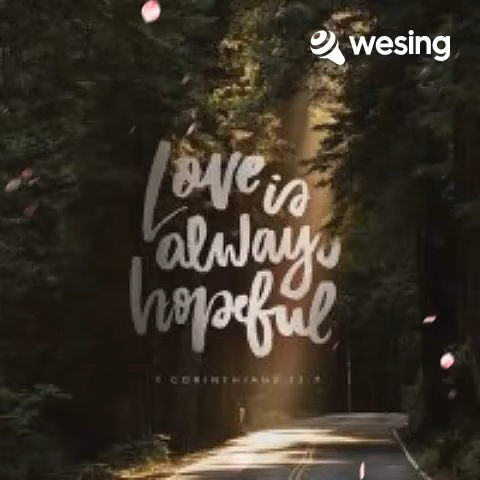 wesing
Love is
always
hopeful
1 CORINTHIANS 13:7